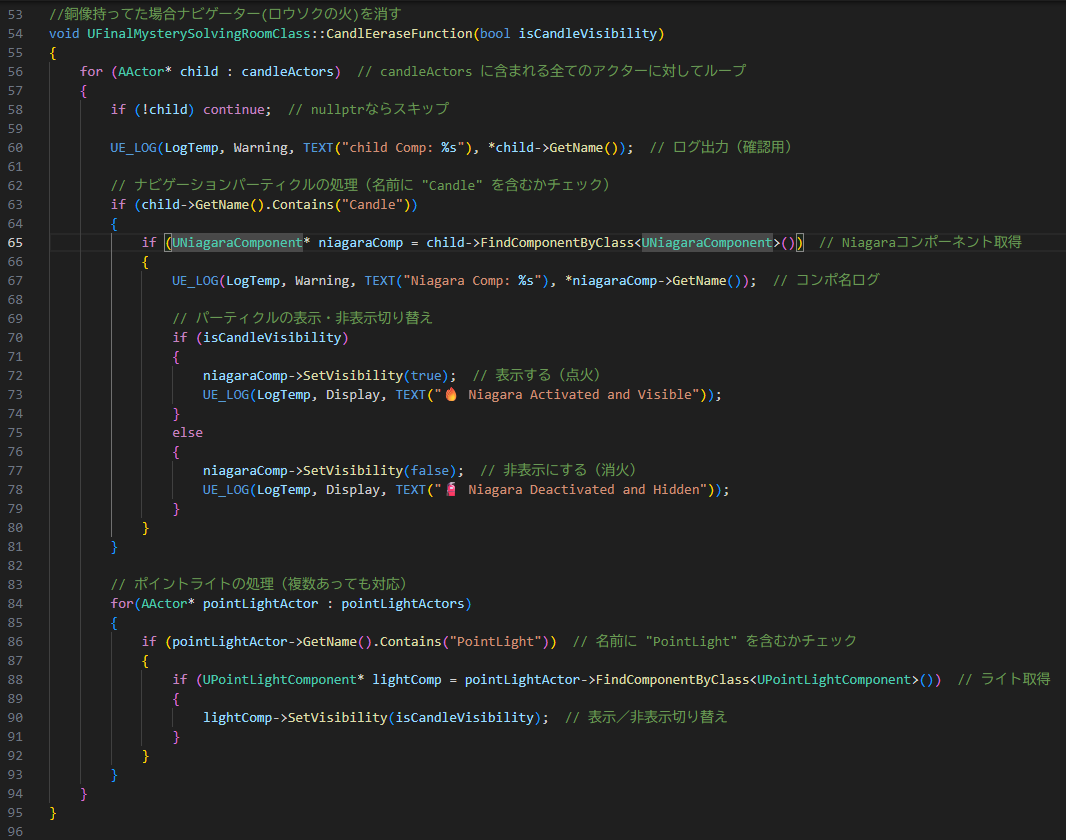 53 //銅像持ってた場合ナビゲーター(ロウソクの火)を消す
54 void UFinalMysterySolvingRoomClass::CandlEeraseFunction(bool isCandleVisibility)
55 {
56     for (AActor* child : candleActors)  // candleActors に含まれる全てのアクターに対してループ
57     {
58         if (!child) continue;  // nullptrならスキップ
59
60         UE_LOG(LogTemp, Warning, TEXT("child Comp: %s"), *child->GetName());  // ログ出力（確認用）
61
62         // ナビゲーションパーティクルの処理（名前に "Candle" を含むかチェック）
63         if (child->GetName().Contains("Candle"))
64         {
65             if (UNiagaraComponent* niagaraComp = child->FindComponentByClass<UNiagaraComponent>())  // Niagaraコンポーネント取得
66             {
67                 UE_LOG(LogTemp, Warning, TEXT("Niagara Comp: %s"), *niagaraComp->GetName());  // コンポ名ログ
68
69                 // パーティクルの表示・非表示切り替え
70                 if (isCandleVisibility)
71                 {
72                     niagaraComp->SetVisibility(true);  // 表示する（点火）
73                     UE_LOG(LogTemp, Display, TEXT("🔥 Niagara Activated and Visible"));
74                 }
75                 else
76                 {
77                     niagaraComp->SetVisibility(false);  // 非表示にする（消火）
78                     UE_LOG(LogTemp, Display, TEXT("🧯 Niagara Deactivated and Hidden"));
79                 }
80             }
81         }
82
83         // ポイントライトの処理（複数あっても対応）
84         for(AActor* pointLightActor : pointLightActors)
85         {
86             if (pointLightActor->GetName().Contains("PointLight"))  // 名前に "PointLight" を含むかチェック
87             {
88                 if (UPointLightComponent* lightComp = pointLightActor->FindComponentByClass<UPointLightComponent>())  // ライト取得
89                 {
90                     lightComp->SetVisibility(isCandleVisibility);  // 表示／非表示切り替え
91                 }
92             }
93         }
94     }
95 }
96